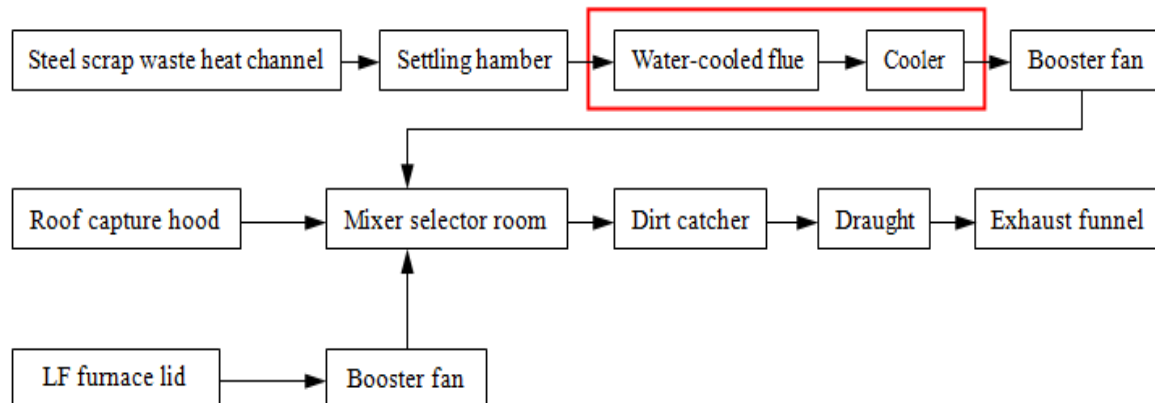 Steel scrap waste heat channel
Settling hamber
Water-cooled flue
Cooler
Booster fan
Roof capture hood
Mixer selector room
Dirt catcher
Draught
Exhaust funnel
LF furnace lid
Booster fan